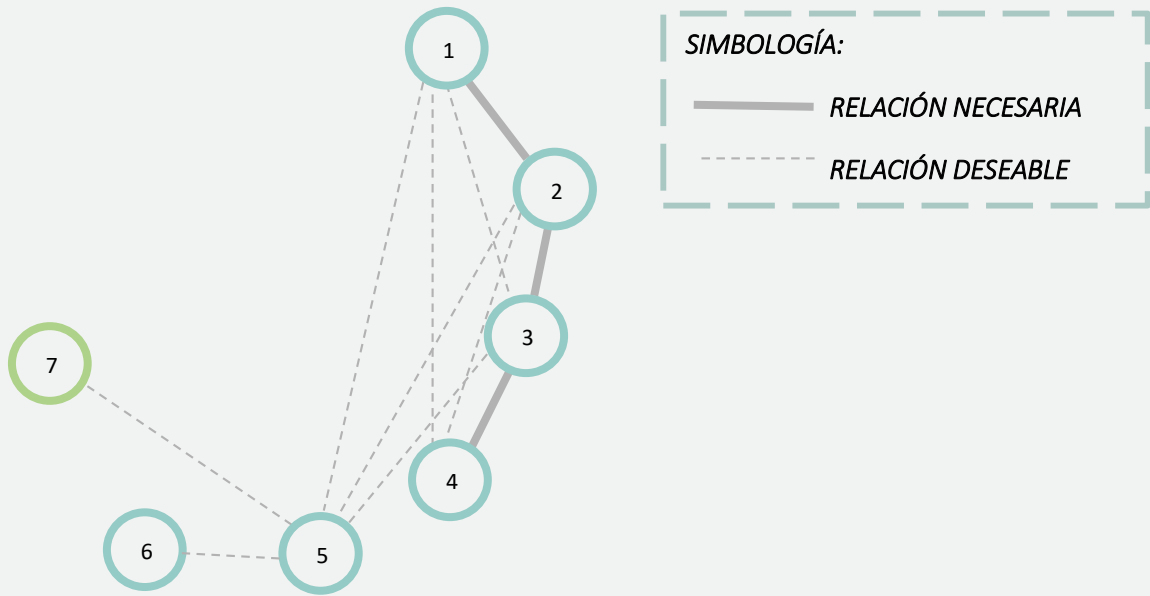 1
SIMBOLOGÍA:
RELACIÓN NECESARIA
RELACIÓN DESEABLE
2
3
7
4
6
5